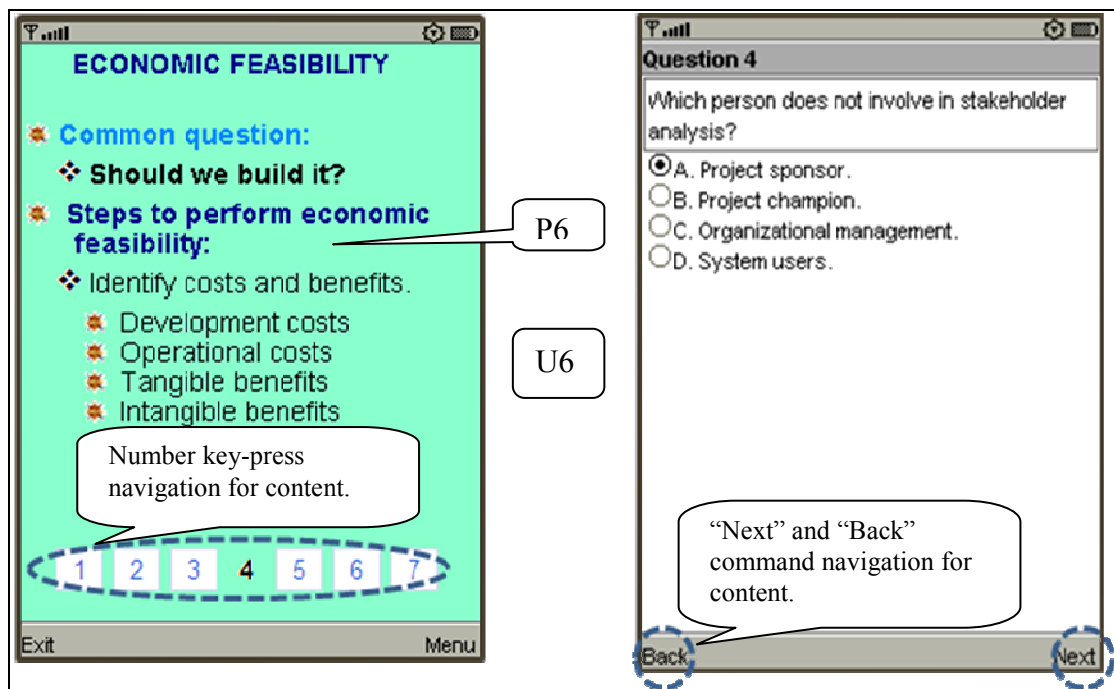 ECONOMIC FEASIBILITY
Common question:
Should we build it?
Steps to perform economic
feasibility:
Identify costs and benefits.
Development costs
Operational costs
Tangible benefits
Intangible benefits
Number key-press
navigation for content.
1 2 3 4 5 6 7
Exit Menu
P6
U6
Question 4
Which person does not involve in stakeholder
analysis?
A. Project sponsor.
B. Project champion.
C. Organizational management.
D. System users.
“Next” and “Back”
command navigation for
content.
Back Next